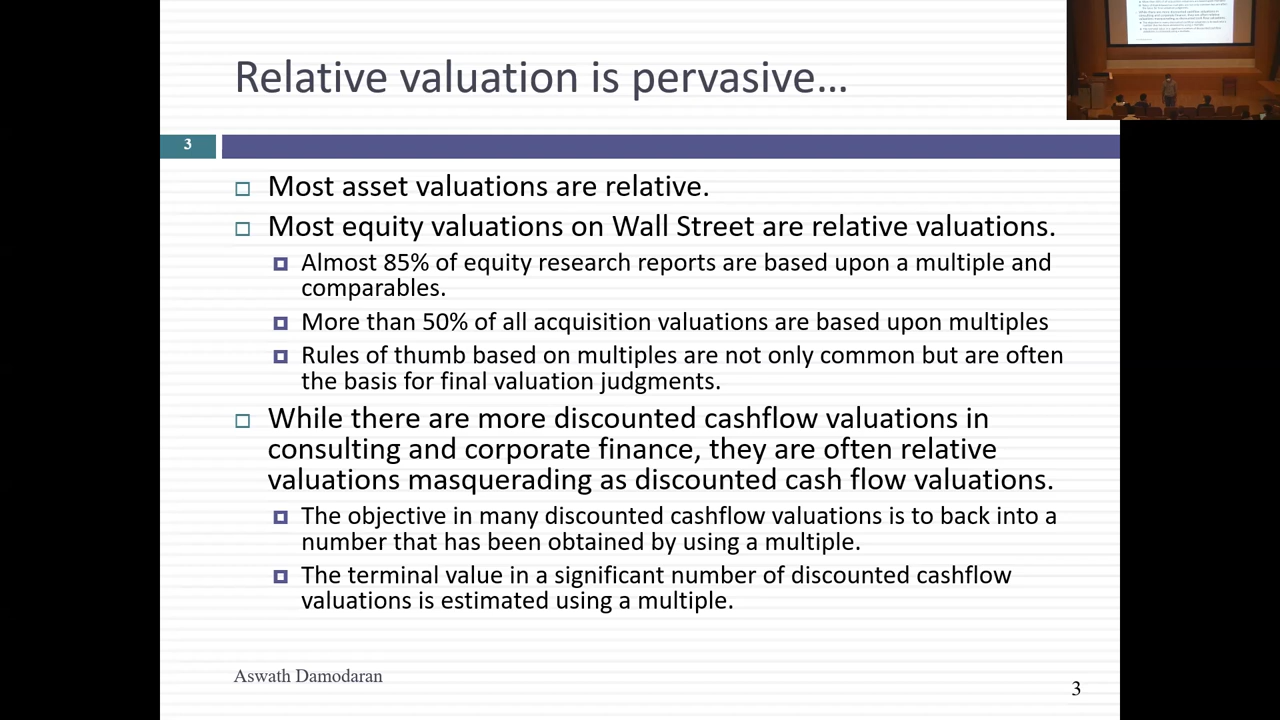 Relative valuation is pervasive…
3
Most asset valuations are relative.
Most equity valuations on Wall Street are relative valuations.
Almost 85% of equity research reports are based upon a multiple and
comparables.
More than 50% of all acquisition valuations are based upon multiples
Rules of thumb based on multiples are not only common but are often
the basis for final valuation judgments.
While there are more discounted cashflow valuations in
consulting and corporate finance, they are often relative
valuations masquerading as discounted cash flow valuations.
The objective in many discounted cashflow valuations is to back into a
number that has been obtained by using a multiple.
The terminal value in a significant number of discounted cashflow
valuations is estimated using a multiple.
Aswath Damodaran
3